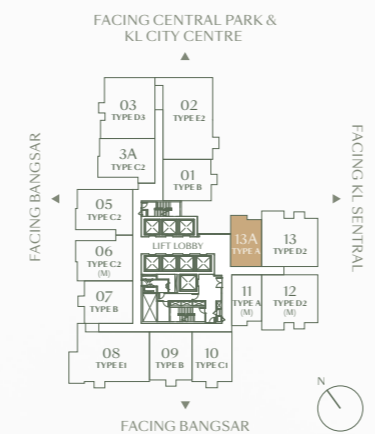 FACING CENTRAL PARK &
KL CITY CENTRE
03
TYPE D3
02
TYPE E2
3A
TYPE C2
01
TYPE B
FACING BANGSAR
05
TYPE C2
LIFT LOBBY
13A
TYPE A
13
TYPE D2
FACING KL SENTRAL
06
TYPE C2
(M)
07
TYPE B
11
TYPE A
(M)
12
TYPE D2
(M)
08
TYPE E1
09
TYPE B
10
TYPE C1
N
FACING BANGSAR